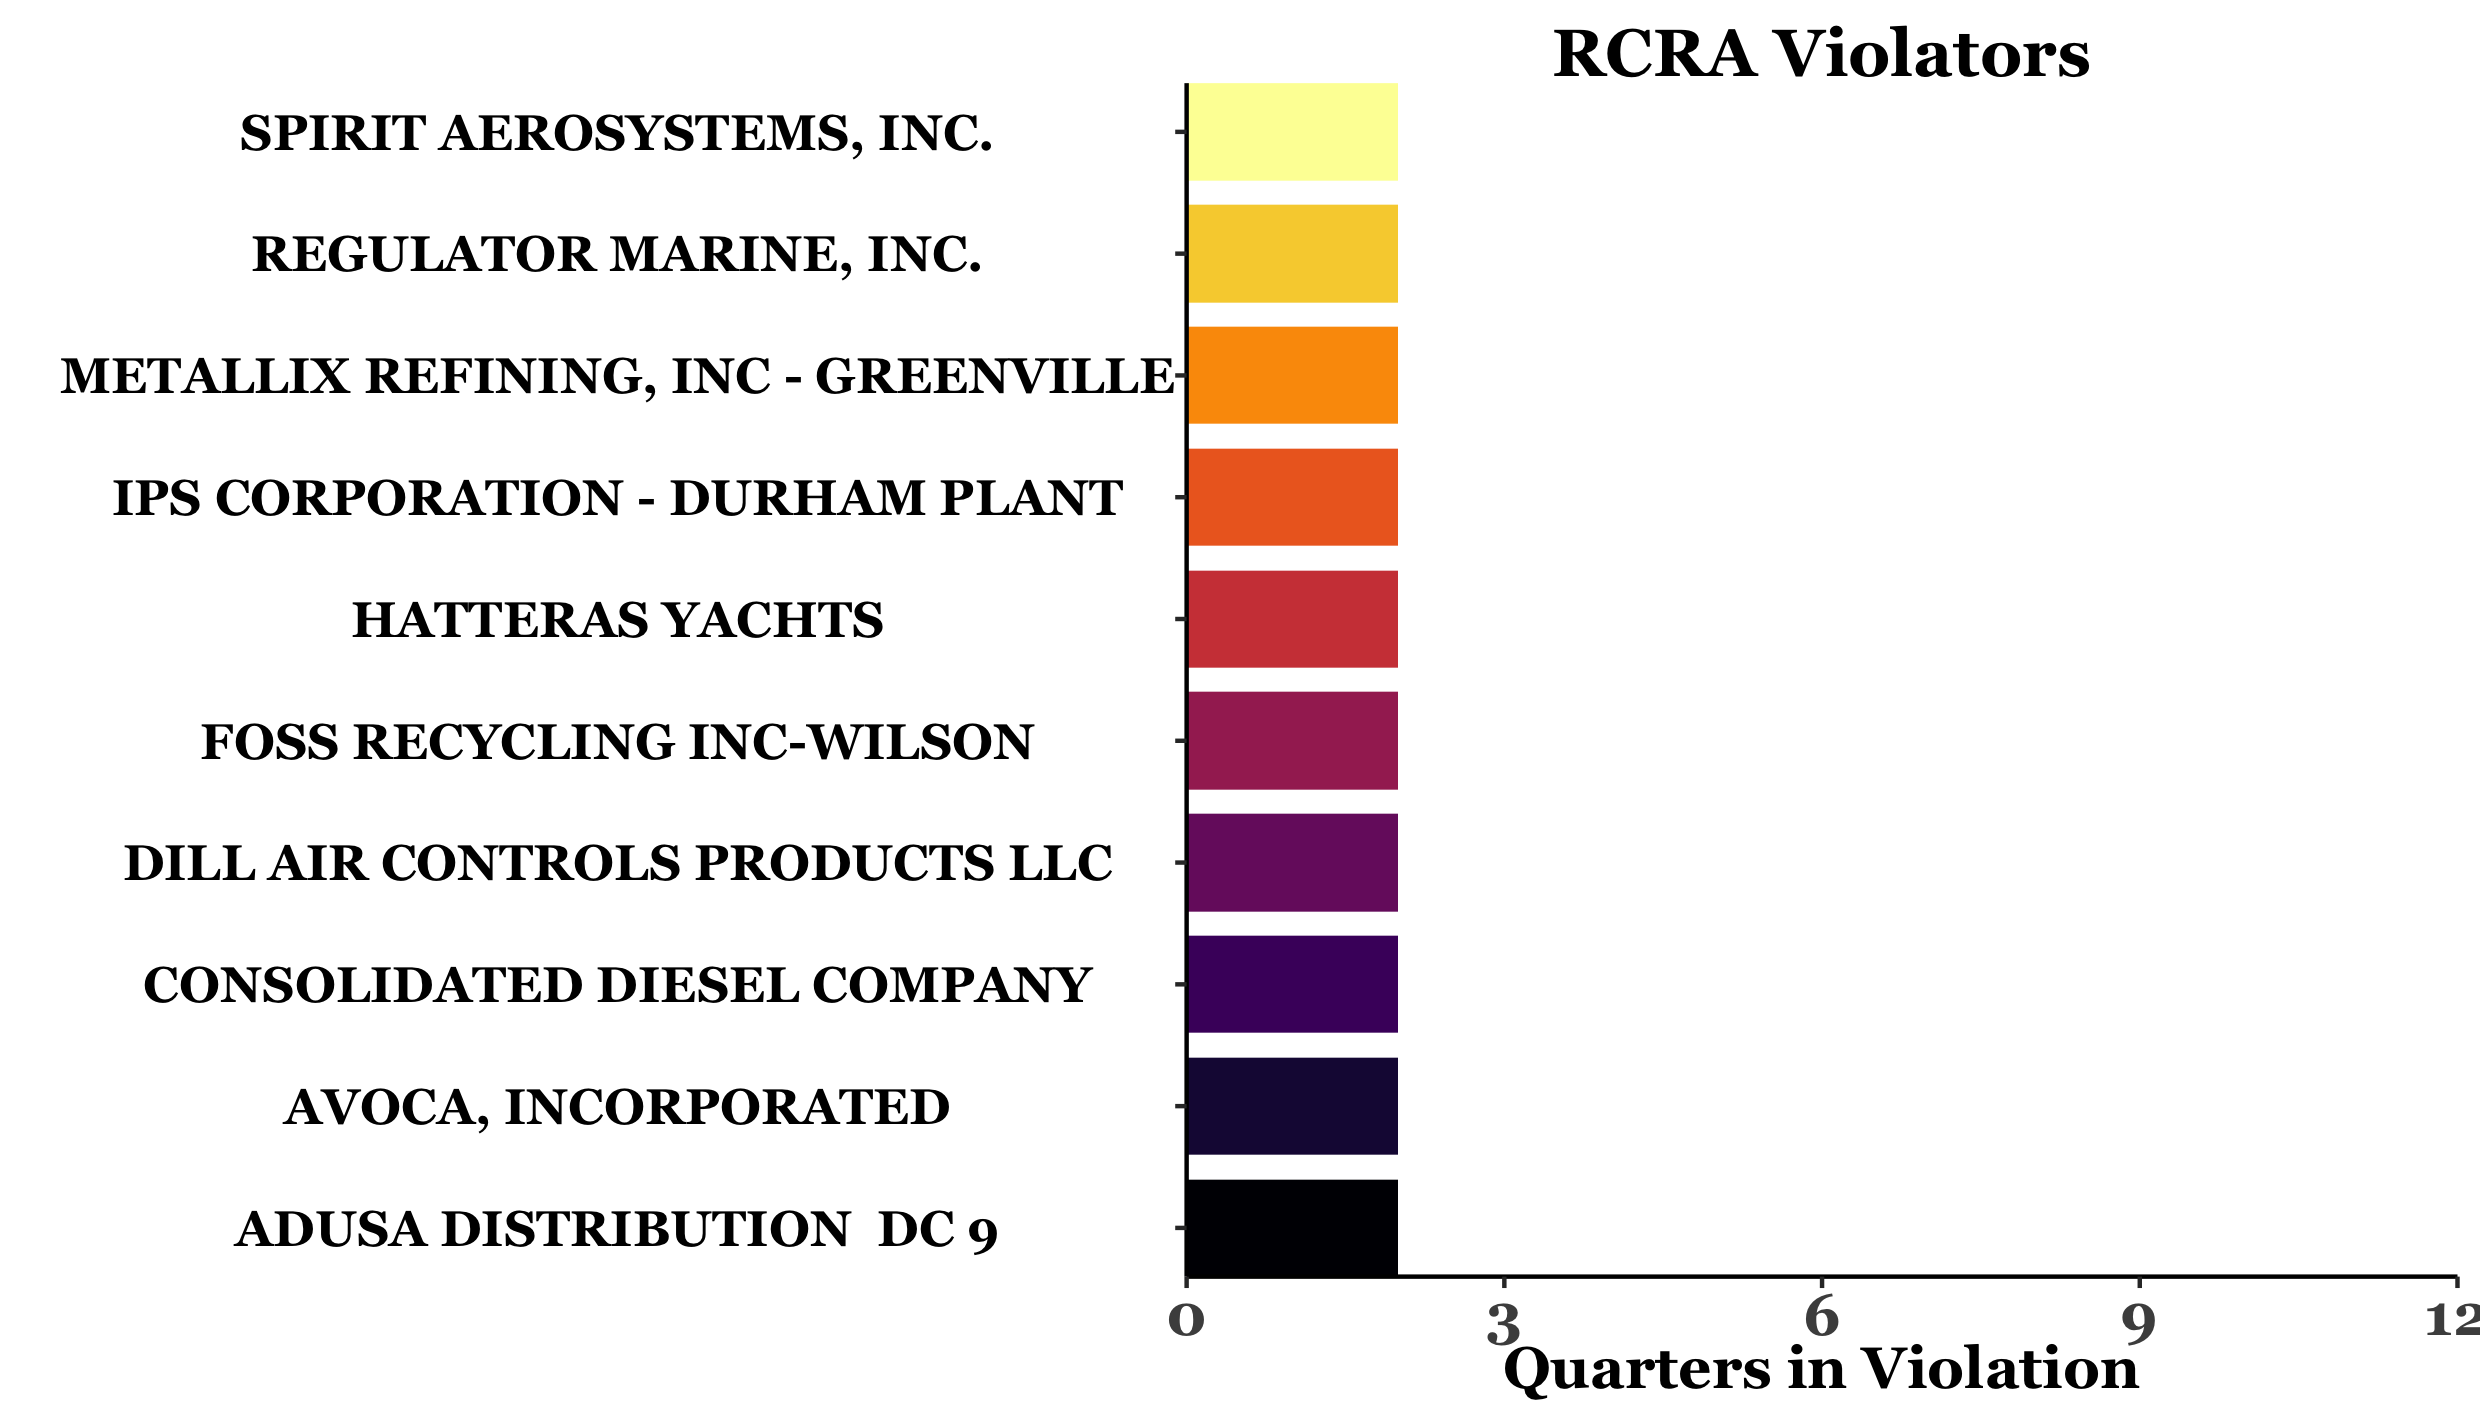 RCRA Violators
SPIRIT AEROSYSTEMS, INC.
REGULATOR MARINE, INC.
METALLIX REFINING, INC - GREENVILLE
IPS CORPORATION - DURHAM PLANT
HATTERAS YACHTS
FOSS RECYCLING INC-WILSON
DILL AIR CONTROLS PRODUCTS LLC
CONSOLIDATED DIESEL COMPANY
AVOCA, INCORPORATED
ADUSA DISTRIBUTION  DC 9
0 3 6 9 12
Quarters in Violation